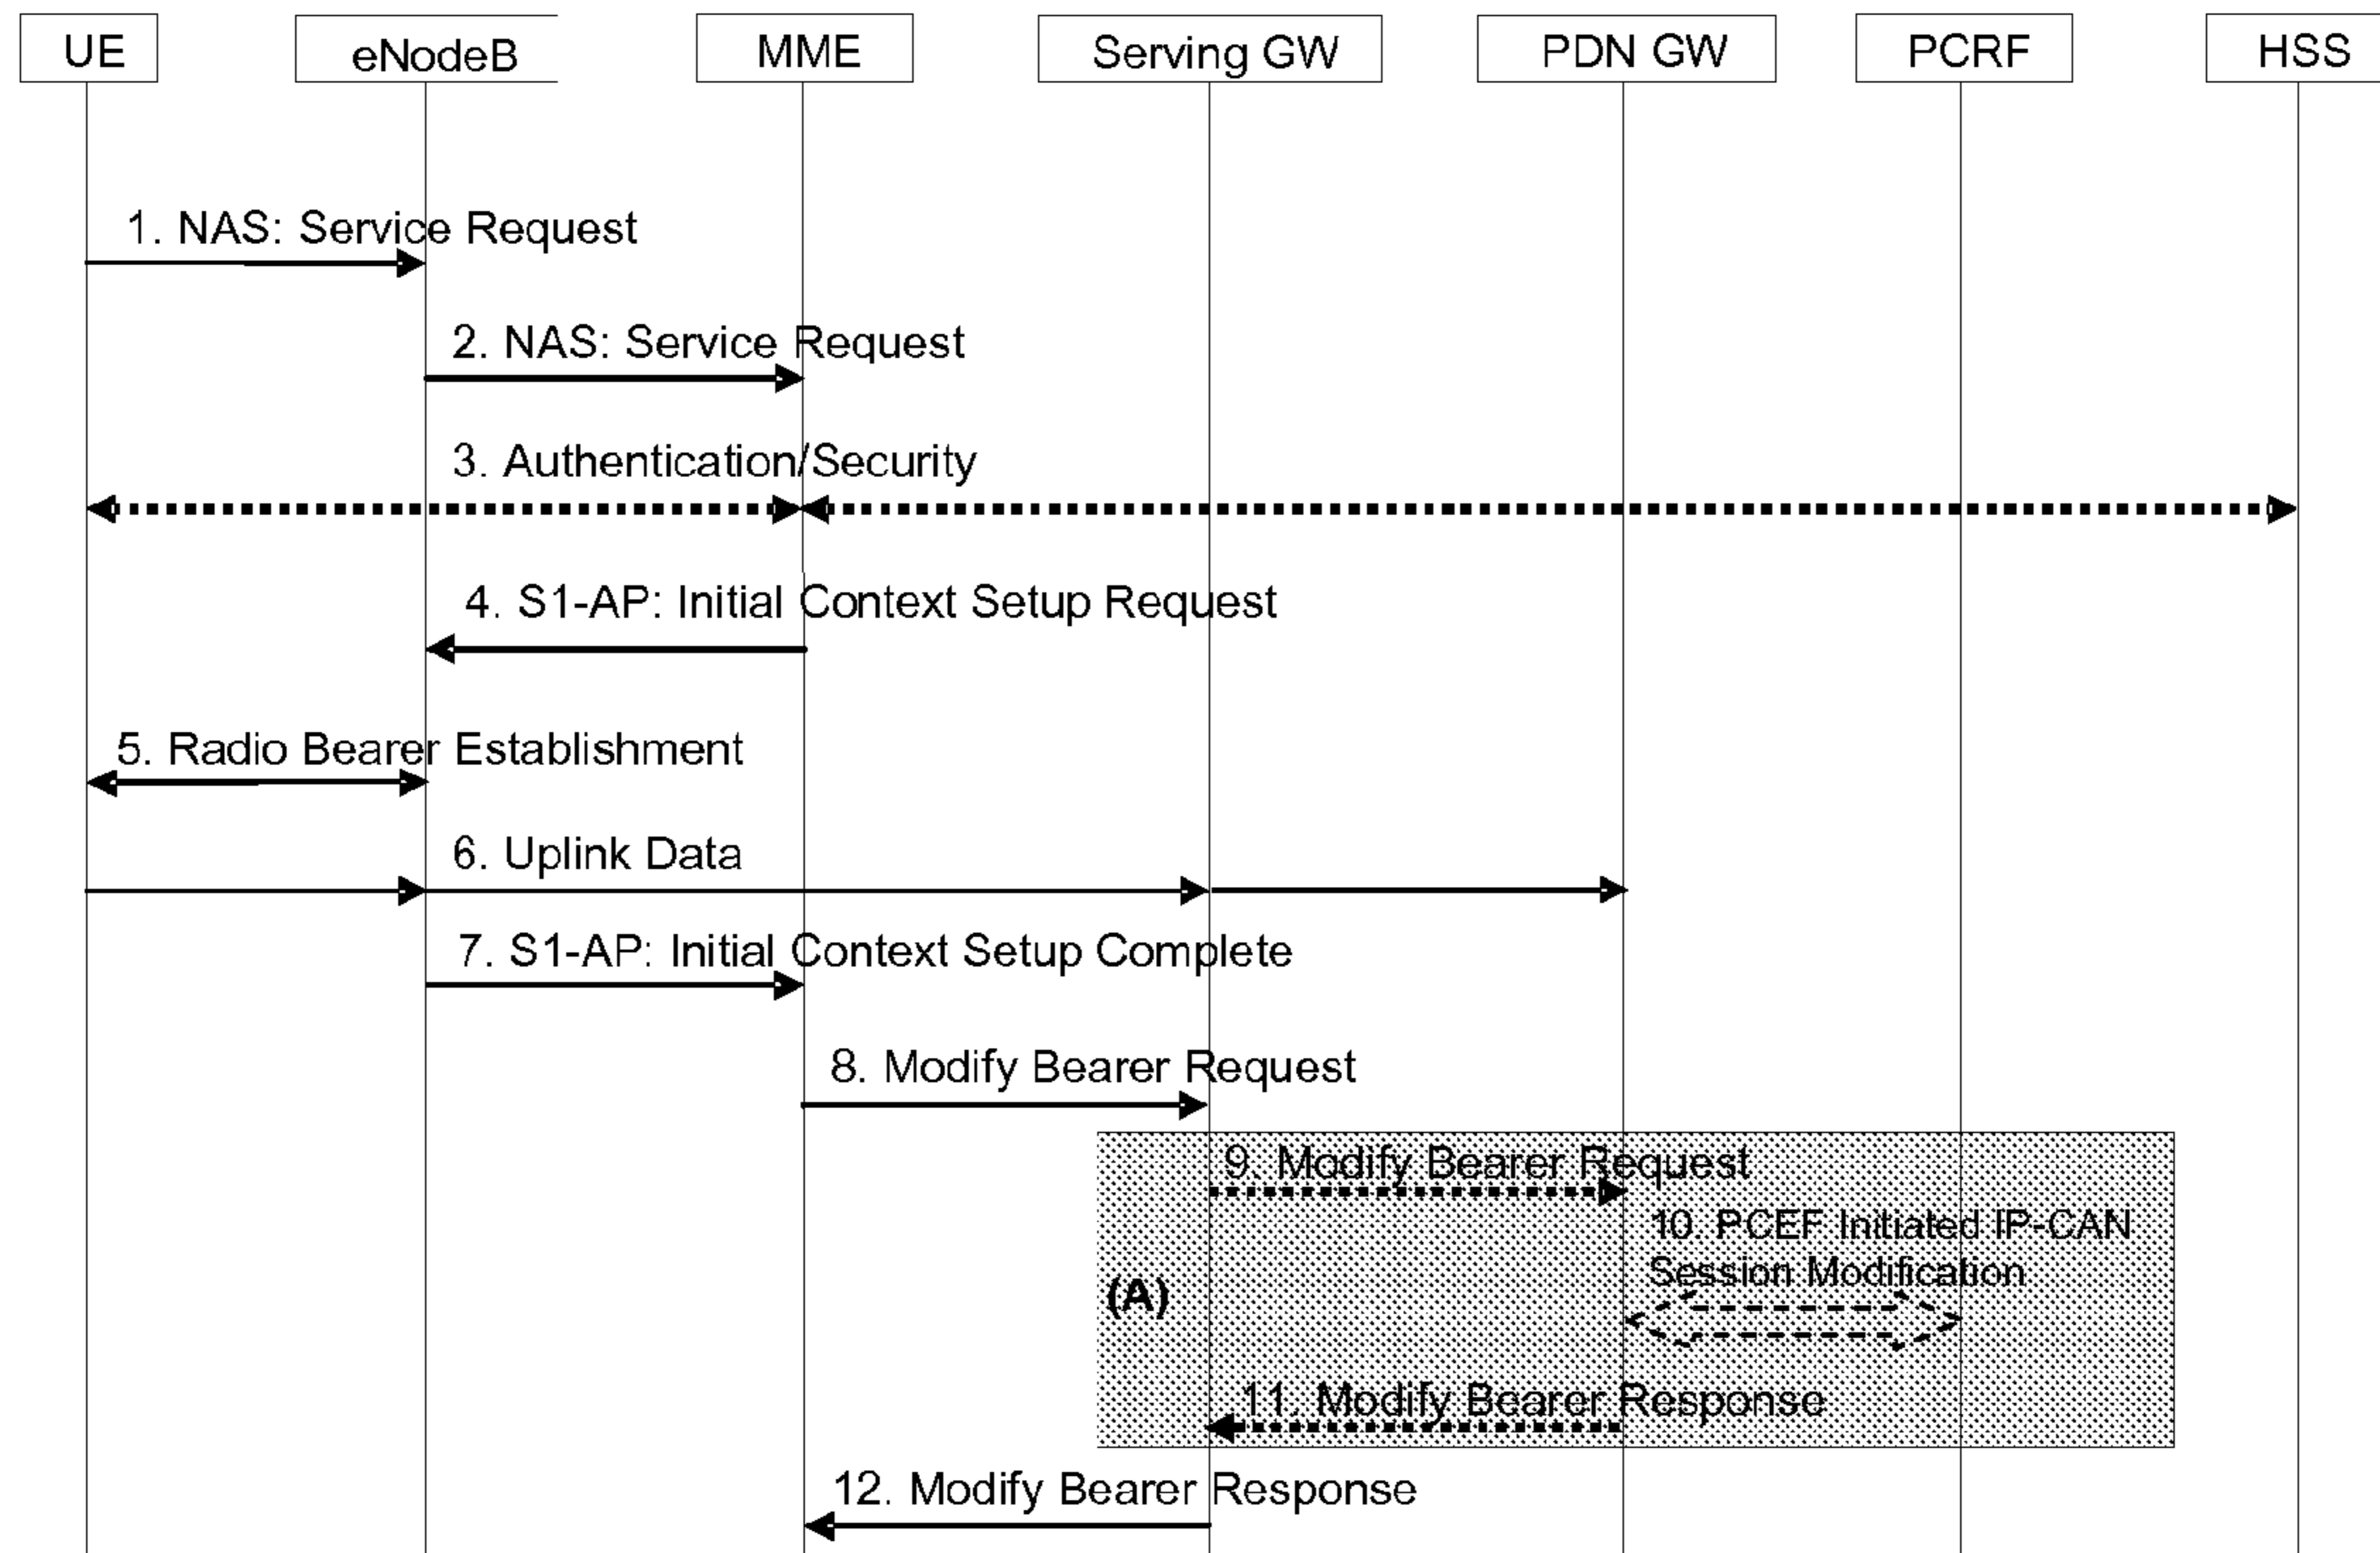 UE
eNodeB
MME
Serving GW
PDN GW
PCRF
HSS
1. NAS: Service Request
2. NAS: Service Request
3. Authentication/Security
4. S1-AP: Initial Context Setup Request
5. Radio Bearer Establishment
6. Uplink Data
7. S1-AP: Initial Context Setup Complete
8. Modify Bearer Request
9. Modify Bearer Request
10. PCEF Initiated IP-CAN
Session Modification
(A)
11. Modify Bearer Response
12. Modify Bearer Response